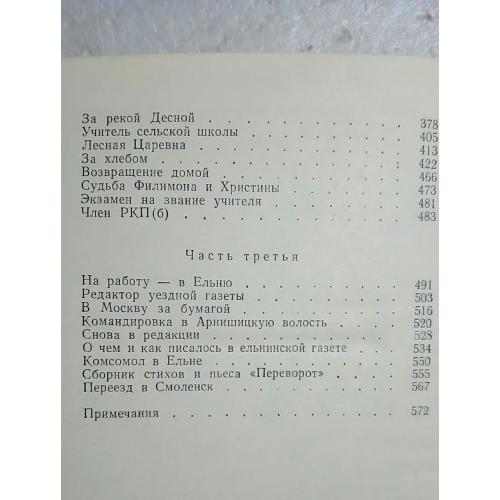 За рекой Десной . . . . . . . . . . . 378
Учитель сельской школы . . . . . . . . . 405
Лесная Царевна . . . . . . . . . . . 413
За хлебом . . . . . . . . . . . . 422
Возвращение домой . . . . . . . . . . 466
Судьба Филимона и Христины . . . . . . . 473
Экзамен на звание учителя . . . . . . . . 481
Член РКП(б) . . . . . . . . . . . . 483
Часть третья
На работу — в Ельню . . . . . . . . . 491
Редактор уездной газеты . . . . . . . . . 503
В Москву за бумагой . . . . . . . . . . 516
Командировка в Арнишицкую волость . . . . . 520
Снова в редакции . . . . . . . . . . . 528
О чем и как писалось в ельнинской газете . . . . 534
Комсомол в Ельне . . . . . . . . . . . 550
Сборник стихов и пьеса «Переворот» . . . . . 555
Переезд в Смоленск . . . . . . . . . . 567
Примечания . . . . . . . . . . . . 572